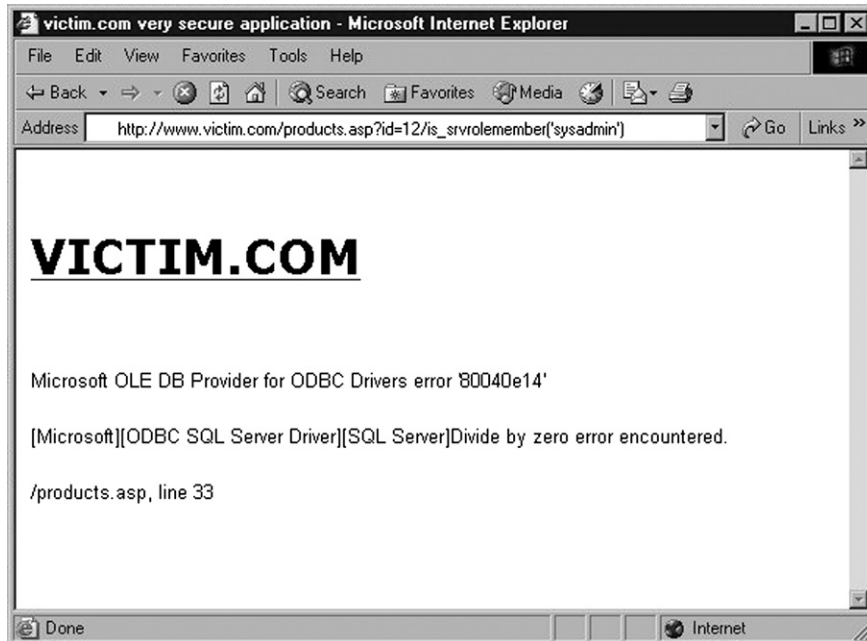 victim.com very secure application - Microsoft Internet Explorer
File Edit View Favorites Tools Help
Back Search Favorites Media
Address http://www.victim.com/products.asp?id=12/is_srvrolemember('sysadmin') Go Links »
VICTIM.COM
Microsoft OLE DB Provider for ODBC Drivers error '80040e14'
[Microsoft][ODBC SQL Server Driver][SQL Server]Divide by zero error encountered.
/products.asp, line 33
Done Internet